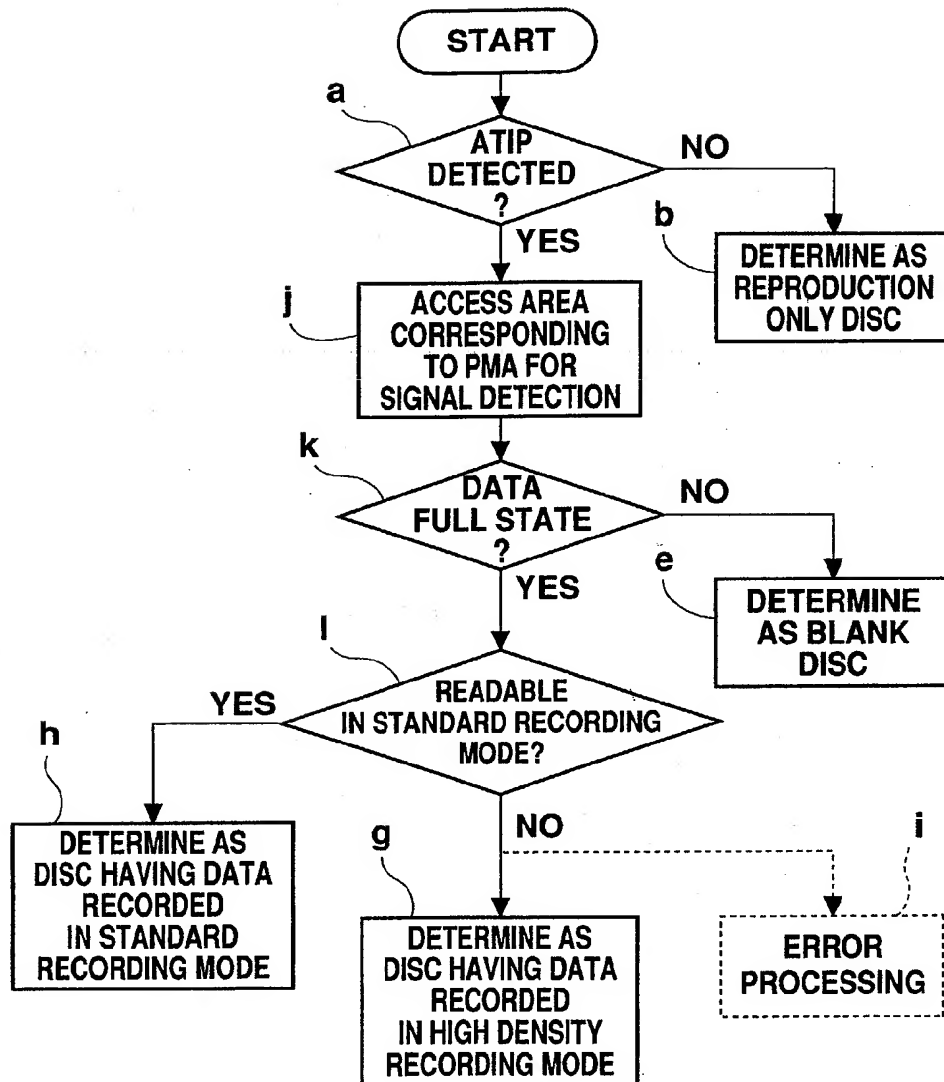 START
a
ATIP
DETECTED
?
NO
YES
b
DETERMINE AS
REPRODUCTION
ONLY DISC
j
ACCESS AREA
CORRESPONDING
TO PMA FOR
SIGNAL DETECTION
k
DATA
FULL STATE
?
NO
YES
e
DETERMINE
AS BLANK
DISC
l
READABLE
IN STANDARD RECORDING
MODE?
YES
NO
h
DETERMINE AS
DISC HAVING DATA
RECORDED
IN STANDARD
RECORDING MODE
g
DETERMINE AS
DISC HAVING DATA
RECORDED
IN HIGH DENSITY
RECORDING MODE
i
ERROR
PROCESSING